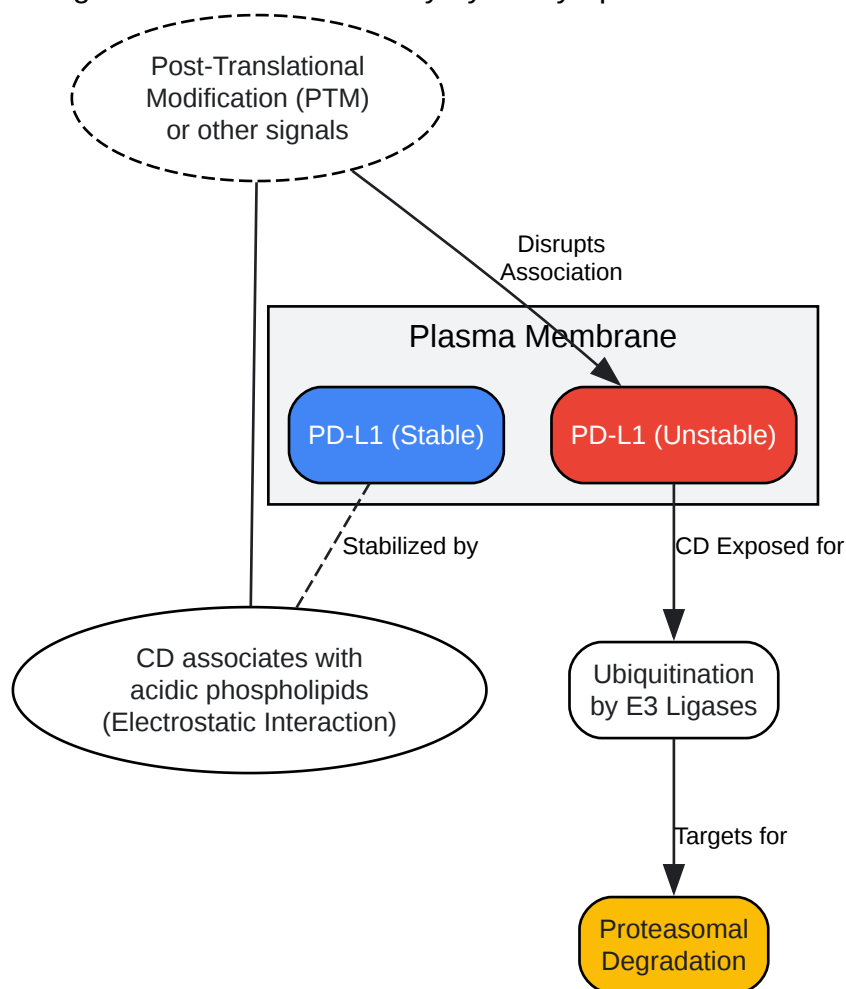 Post-Translational
Modification (PTM)
or other signals
Disrupts
Association
Plasma Membrane
PD-L1 (Stable)
PD-L1 (Unstable)
Stabilized by
CD Exposed for
CD associates with
acidic phospholipids
(Electrostatic Interaction)
Ubiquitination
by E3 Ligases
Targets for
Proteasomal
Degradation